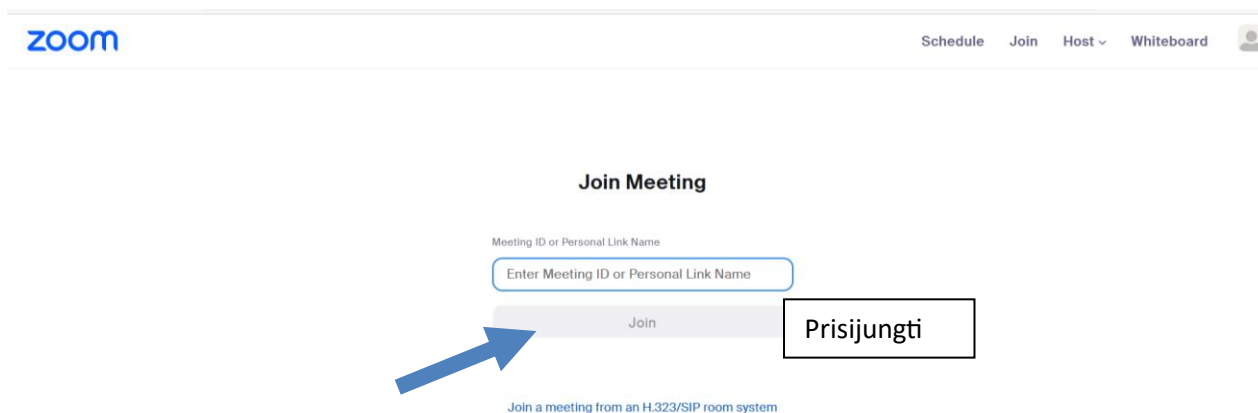 zoom
Schedule Join Host Whiteboard
Join Meeting
Meeting ID or Personal Link Name
Enter Meeting ID or Personal Link Name
Join
Prisijungti
Join a meeting from an H.323/SIP room system